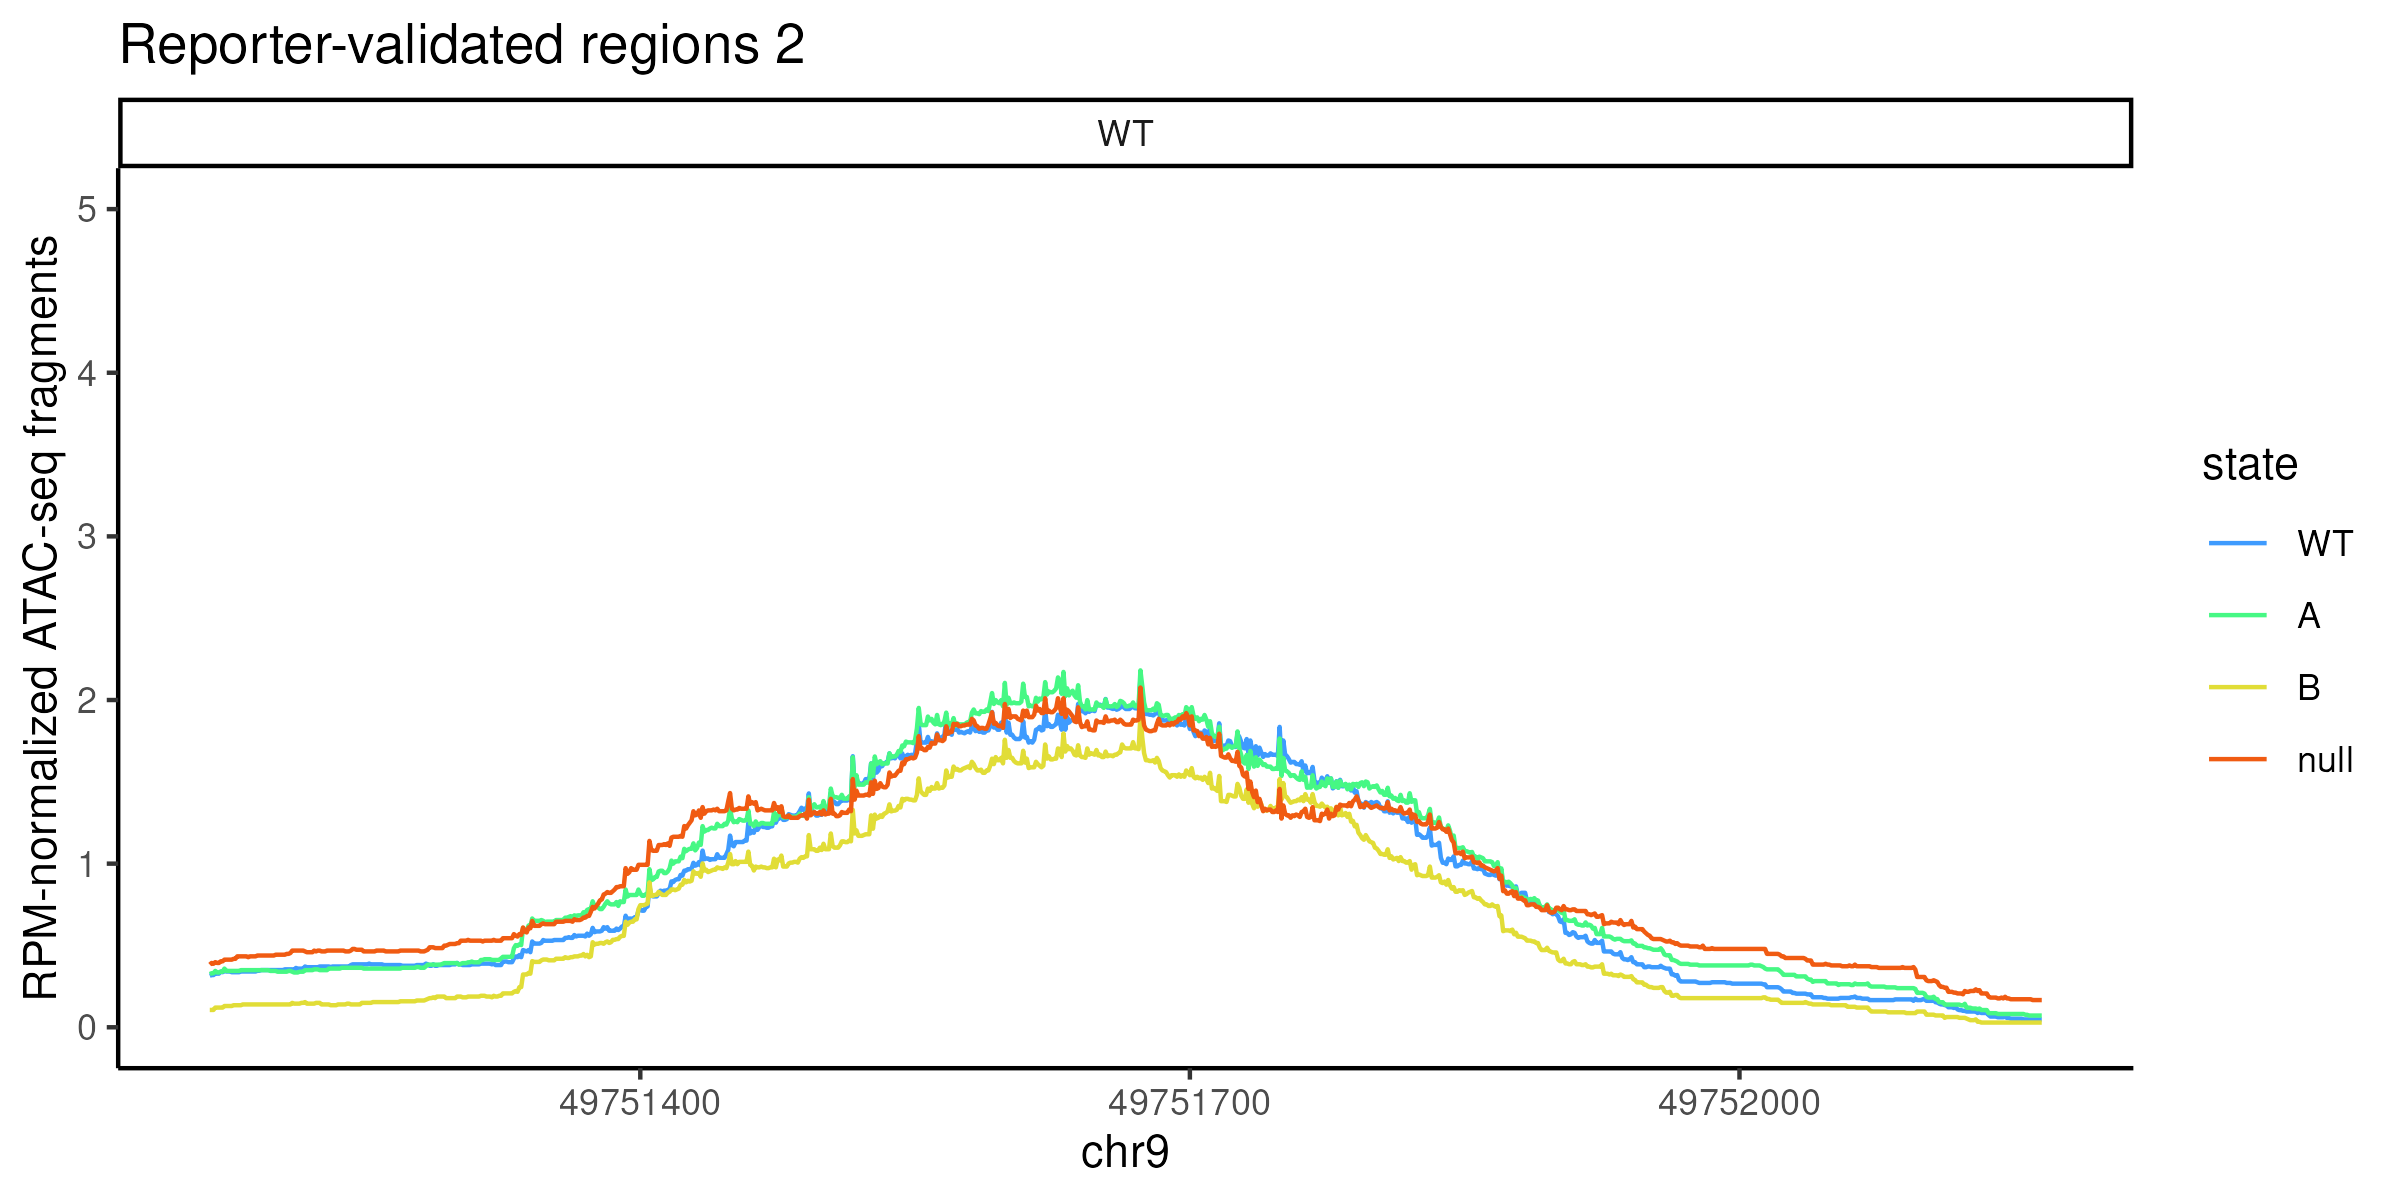 Reporter-validated regions 2
WT
RPM-normalized ATAC-seq fragments
5
4
3
2
1
0
49751400 49751700 49752000
chr9
state
WT
A
B
null